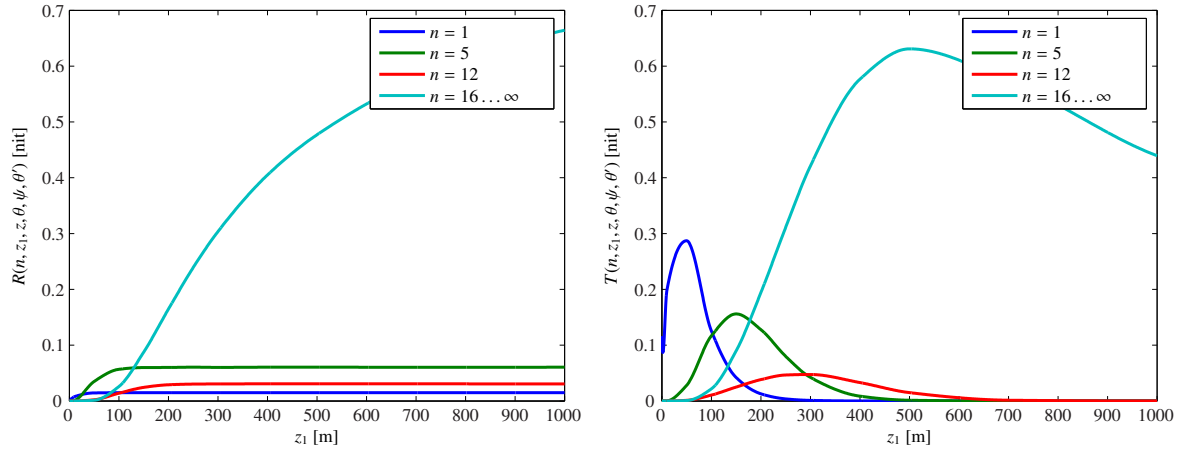 0.7
0.6
0.5
0.4
0.3
0.2
0.1
0
R(n, z₁, z, θ, ψ, θ′) [nit]
n = 1
n = 5
n = 12
n = 16 … ∞
0 100 200 300 400 500 600 700 800 900 1000
z₁ [m]
0.7
0.6
0.5
0.4
0.3
0.2
0.1
0
T(n, z₁, z, θ, ψ, θ′) [nit]
n = 1
n = 5
n = 12
n = 16 … ∞
0 100 200 300 400 500 600 700 800 900 1000
z₁ [m]